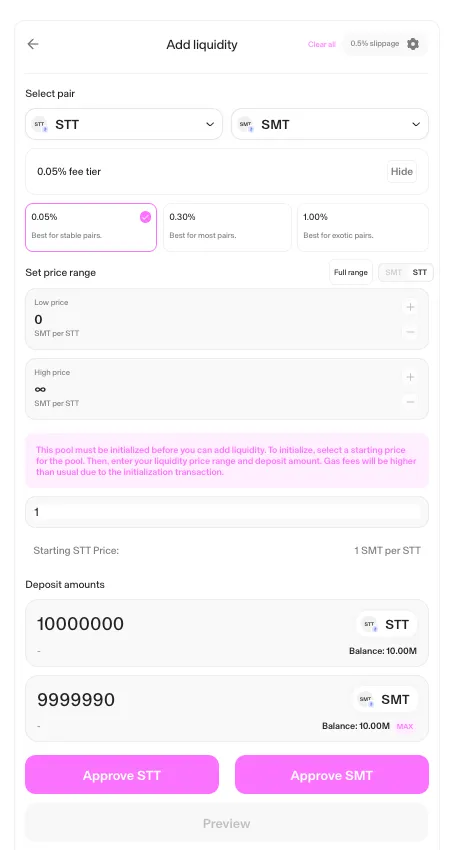 Add liquidity
Clear all
0.5% slippage
Select pair
STT STT
SMT SMT
0.05% fee tier
Hide
0.05%
Best for stable pairs.
0.30%
Best for most pairs.
1.00%
Best for exotic pairs.
Set price range
Full range
SMT STT
Low price
0
SMT per STT
High price
∞
SMT per STT
This pool must be initialized before you can add liquidity. To initialize, select a starting price
for the pool. Then, enter your liquidity price range and deposit amount. Gas fees will be higher
than usual due to the initialization transaction.
1
Starting STT Price:
1 SMT per STT
Deposit amounts
10000000
STT STT
-
Balance: 10.00M
9999990
SMT SMT
-
Balance: 10.00M MAX
Approve STT
Approve SMT
Preview